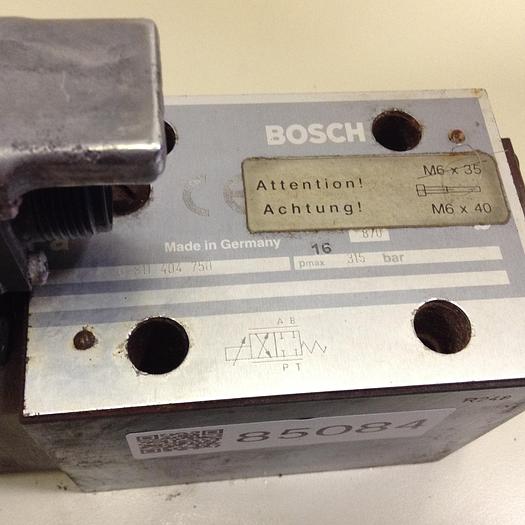 BOSCH
M6 x 35
Attention!
Achtung!
M6 x 40
CE
870
Made in Germany
16
0 811 404 750
pmax 315 bar
A B
P T
85084